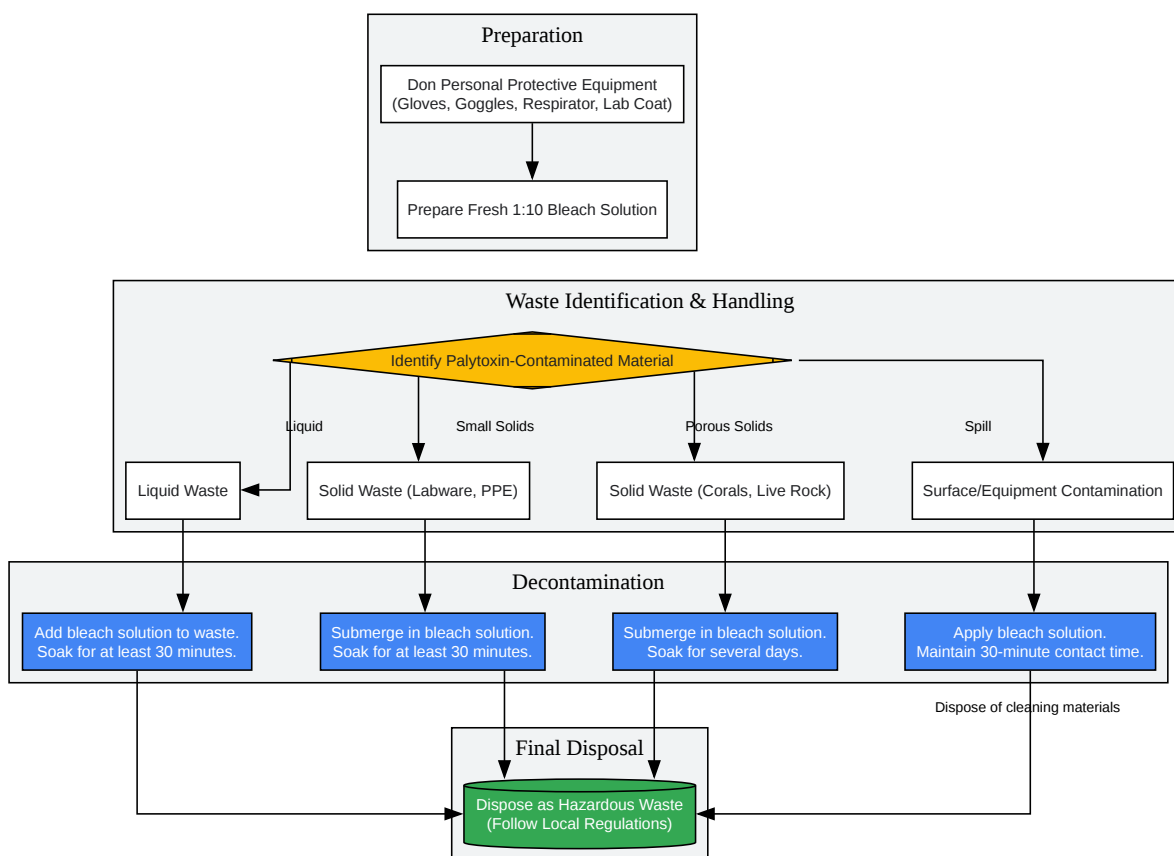 Preparation
Don Personal Protective Equipment
(Gloves, Goggles, Respirator, Lab Coat)
Prepare Fresh 1:10 Bleach Solution
Waste Identification & Handling
Identify Palytoxin-Contaminated Material
Liquid
Small Solids
Porous Solids
Spill
Liquid Waste
Solid Waste (Labware, PPE)
Solid Waste (Corals, Live Rock)
Surface/Equipment Contamination
Decontamination
Add bleach solution to waste.
Soak for at least 30 minutes.
Submerge in bleach solution.
Soak for at least 30 minutes.
Submerge in bleach solution.
Soak for several days.
Apply bleach solution.
Maintain 30-minute contact time.
Dispose of cleaning materials
Final Disposal
Dispose as Hazardous Waste
(Follow Local Regulations)